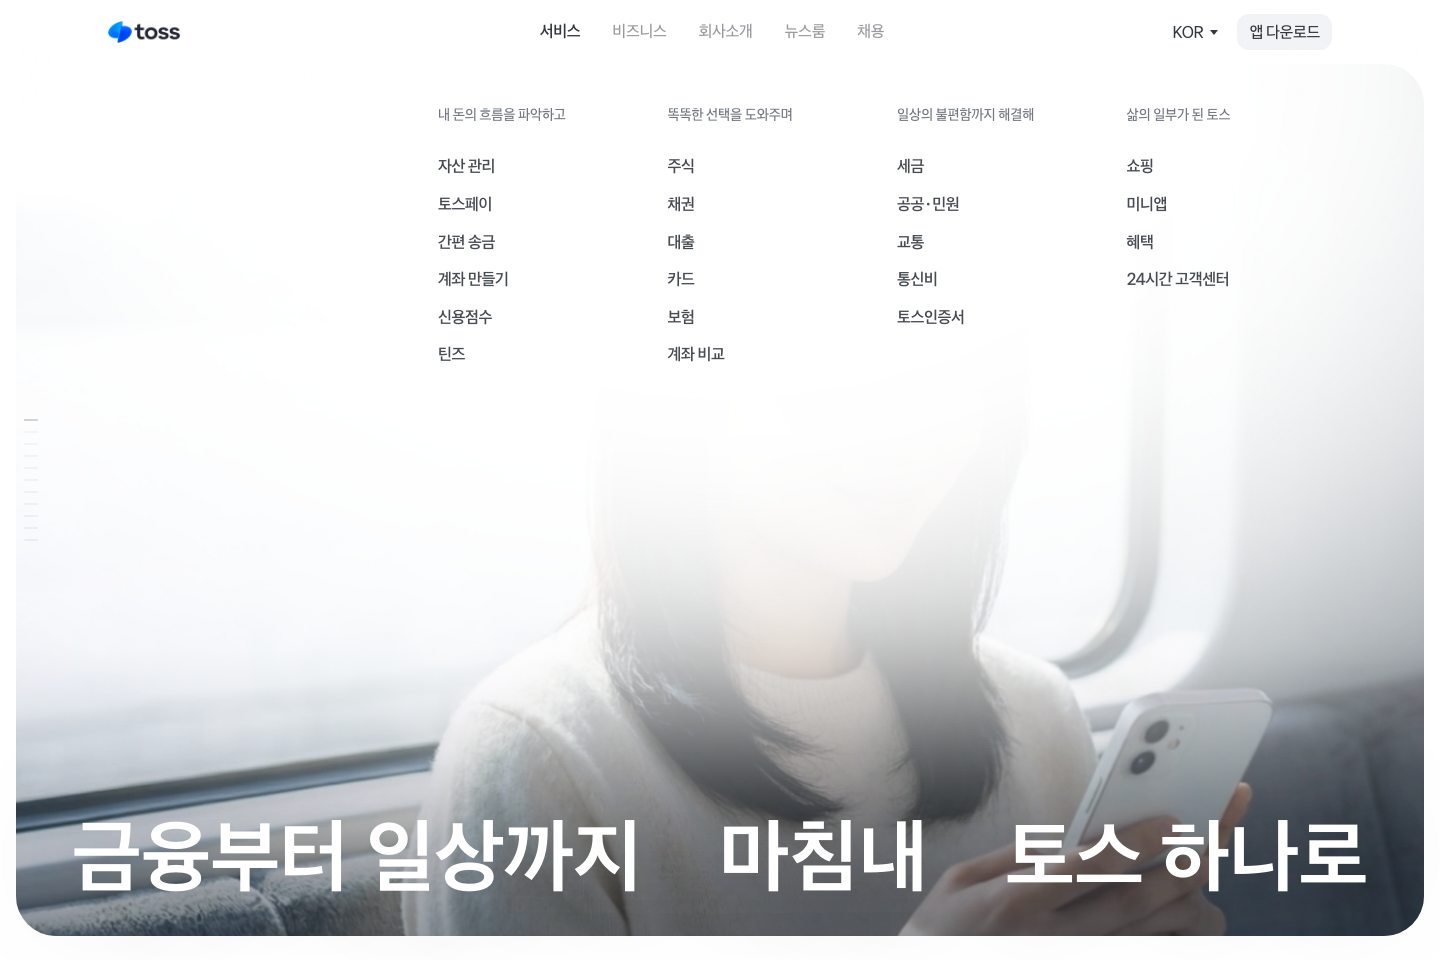 toss
서비스
비즈니스
회사소개
뉴스룸
채용
KOR
앱 다운로드
내 돈의 흐름을 파악하고
자산 관리
토스페이
간편 송금
계좌 만들기
신용점수
틴즈
똑똑한 선택을 도와주며
주식
채권
대출
카드
보험
계좌 비교
일상의 불편함까지 해결해
세금
공공·민원
교통
통신비
토스인증서
삶의 일부가 된 토스
쇼핑
미니앱
혜택
24시간 고객센터
금융부터 일상까지 마침내 토스 하나로